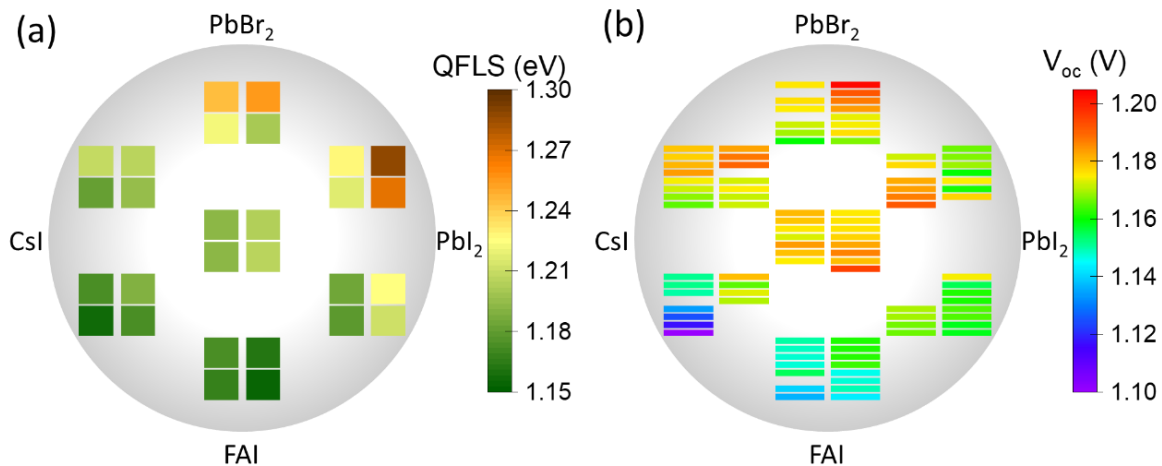 (a)
PbBr₂
QFLS (eV)
1.30
1.27
1.24
1.21
1.18
1.15
CsI
PbI₂
FAI
(b)
PbBr₂
Vₒc (V)
1.20
1.18
1.16
1.14
1.12
1.10
CsI
PbI₂
FAI